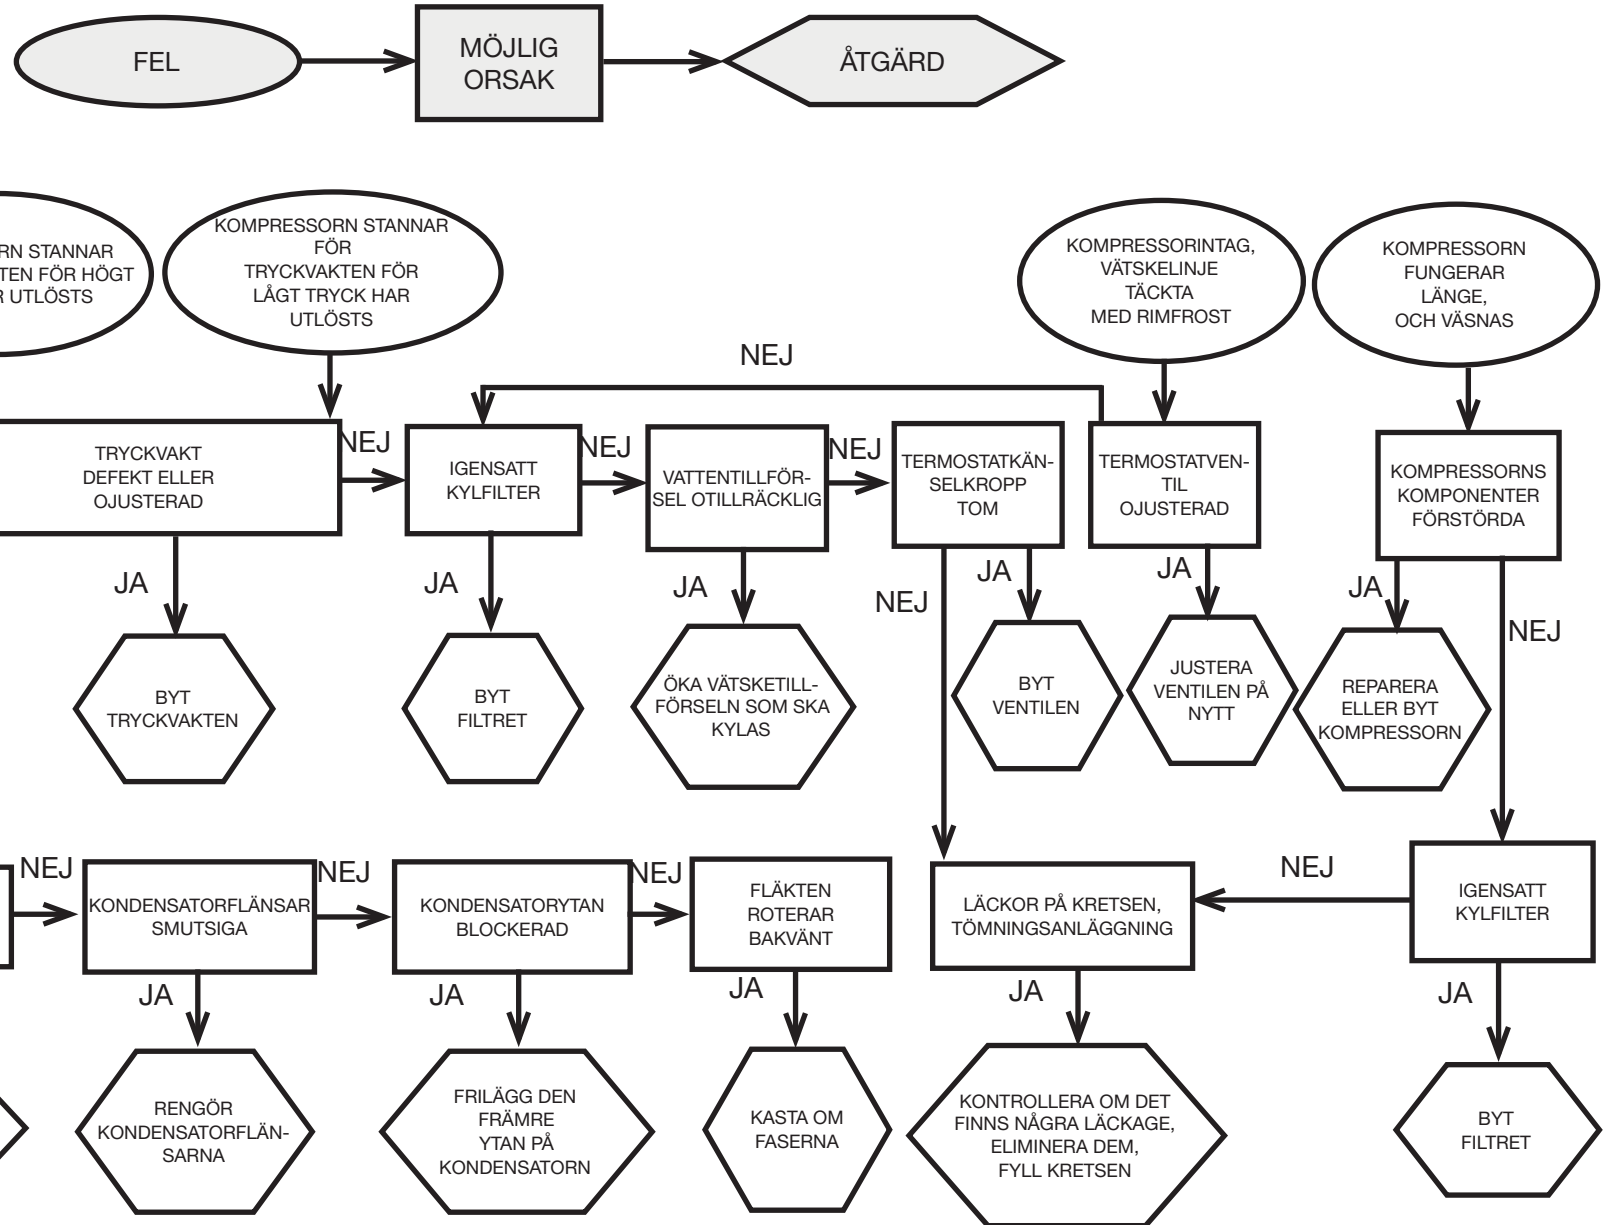 FEL
MÖJLIG
ORSAK
ÅTGÄRD
RN STANNAR
TEN FÖR HÖGT
R UTLÖSTS
KOMPRESSORN STANNAR
FÖR
TRYCKVAKTEN FÖR
LÅGT TRYCK HAR
UTLÖSTS
KOMPRESSORINTAG,
VÄTSKELINJE
TÄCKTA
MED RIMFROST
KOMPRESSORN
FUNGERAR
LÄNGE,
OCH VÄSNAS
NEJ
TRYCKVAKT
DEFEKT ELLER
OJUSTERAD
NEJ
IGENSATT
KYLFILTER
NEJ
VATTENTILLFÖR-
SEL OTILLRÄCKLIG
NEJ
TERMOSTATKÄN-
SELKROPP
TOM
TERMOSTATVEN-
TIL
OJUSTERAD
KOMPRESSORNS
KOMPONENTER
FÖRSTÖRDA
JA
JA
JA
NEJ
JA
JA
JA
NEJ
BYT
TRYCKVAKTEN
BYT
FILTRET
ÖKA VÄTSKETILL-
FÖRSELN SOM SKA
KYLAS
BYT
VENTILEN
JUSTERA
VENTILEN PÅ
NYTT
REPARERA
ELLER BYT
KOMPRESSORN
NEJ
KONDENSATORFLÄNSAR
SMUTSIGA
NEJ
KONDENSATORYTAN
BLOCKERAD
NEJ
FLÄKTEN
ROTERAR
BAKVÄNT
LÄCKOR PÅ KRETSEN,
TÖMNINGSANLÄGGNING
NEJ
IGENSATT
KYLFILTER
JA
JA
JA
JA
JA
RENGÖR
KONDENSATORFLÄN-
SARNA
FRILÄGG DEN
FRÄMRE
YTAN PÅ
KONDENSATORN
KASTA OM
FASERNA
KONTROLLERA OM DET
FINNS NÅGRA LÄCKAGE,
ELIMINERA DEM,
FYLL KRETSEN
BYT
FILTRET